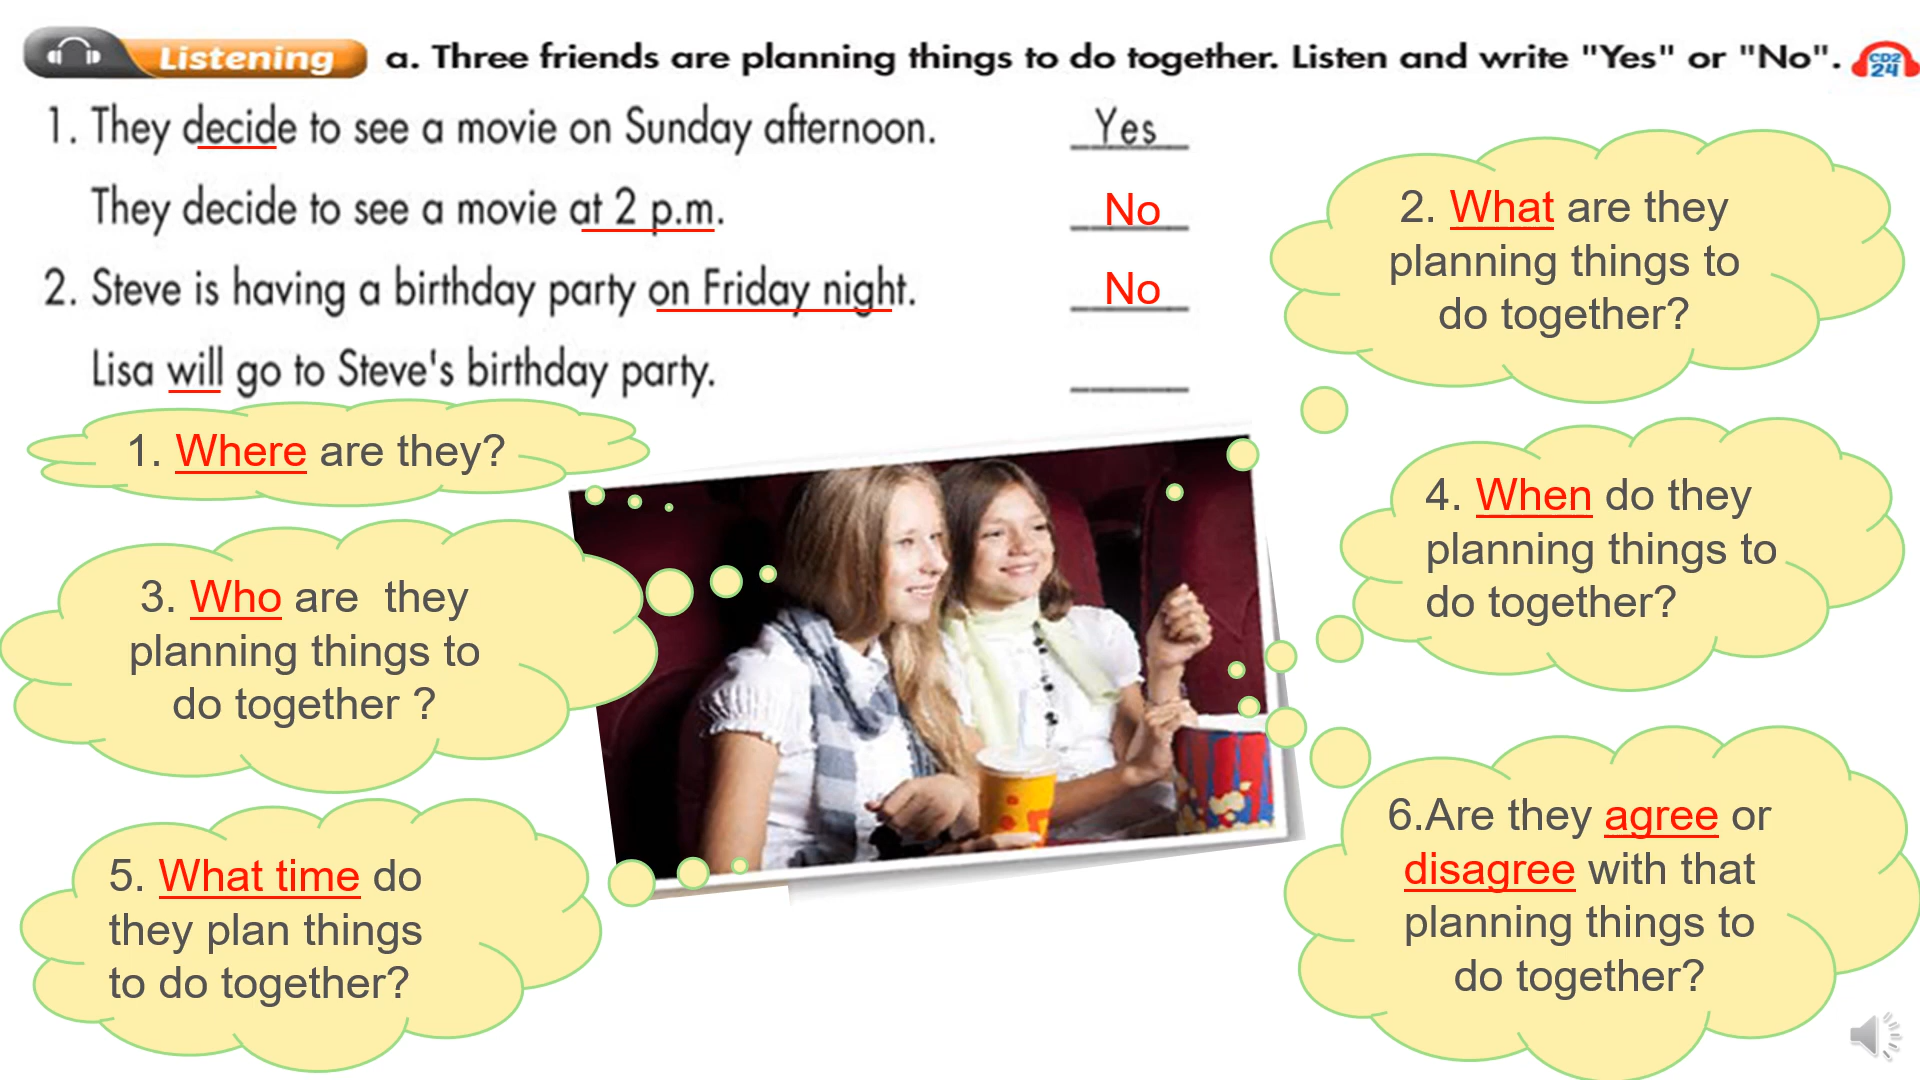 Listening a. Three friends are planning things to do together. Listen and write "Yes" or "No". CD2
24
1. They decide to see a movie on Sunday afternoon. Yes
They decide to see a movie at 2 p.m. No
2. Steve is having a birthday party on Friday night. No
Lisa will go to Steve's birthday party.
1. Where are they?
2. What are they
planning things to
do together?
3. Who are they
planning things to
do together ?
4. When do they
planning things to
do together?
5. What time do
they plan things
to do together?
6.Are they agree or
disagree with that
planning things to
do together?